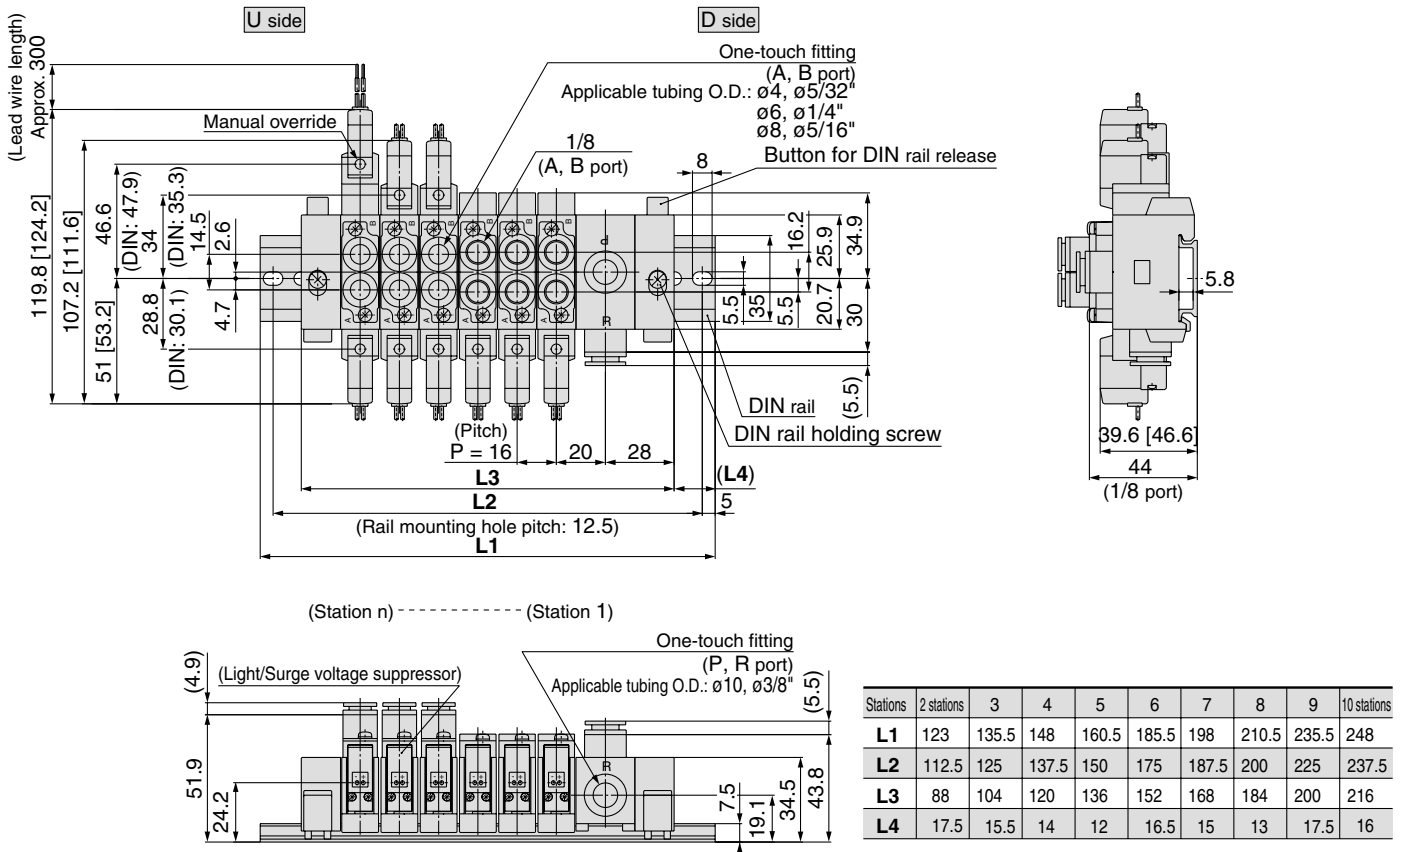 U side
D side
One-touch fitting
(A, B port)
Applicable tubing O.D.: ø4, ø5/32"
ø6, ø1/4"
ø8, ø5/16"
(Lead wire length)
Approx. 300
Manual override
1/8
(A, B port)
Button for DIN rail release
8
119.8 [124.2]
107.2 [111.6]
51 [53.2]
46.6
(DIN: 47.9)
34
(DIN: 35.3)
14.5
2.6
28.8
(DIN: 30.1)
4.7
B
B
B
B
B
B
A
A
A
A
A
A
d
R
16.2
25.9
34.9
5.5
35
5.5
20.7
30
(5.5)
5.8
DIN rail
DIN rail holding screw
(Pitch)
P = 16
20
28
L3
(L4)
L2
5
(Rail mounting hole pitch: 12.5)
L1
39.6 [46.6]
44
(1/8 port)
(Station n) - - - - - - - - - - - - (Station 1)
One-touch fitting
(P, R port)
Applicable tubing O.D.: ø10, ø3/8"
(Light/Surge voltage suppressor)
(4.9)
51.9
24.2
R
(5.5)
7.5
19.1
34.5
43.8
Stations 2 stations 3 4 5 6 7 8 9 10 stations
L1 123 135.5 148 160.5 185.5 198 210.5 235.5 248
L2 112.5 125 137.5 150 175 187.5 200 225 237.5
L3 88 104 120 136 152 168 184 200 216
L4 17.5 15.5 14 12 16.5 15 13 17.5 16